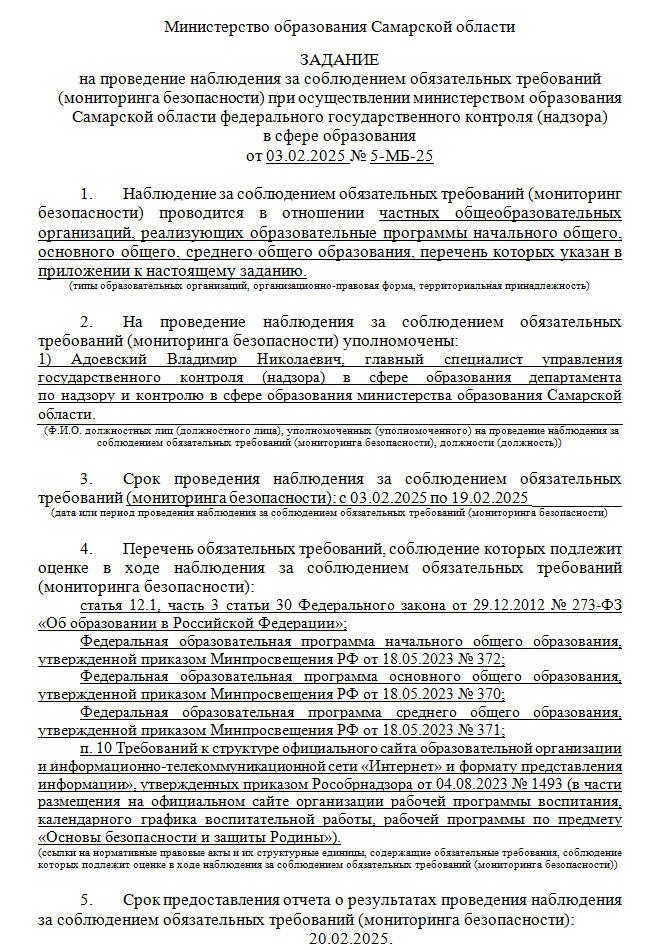 Министерство образования Самарской области
ЗАДАНИЕ
на проведение наблюдения за соблюдением обязательных требований
(мониторинга безопасности) при осуществлении министерством образования
Самарской области федерального государственного контроля (надзора)
в сфере образования
от 03.02.2025 № 5-МБ-25
1. Наблюдение за соблюдением обязательных требований (мониторинг
безопасности) проводится в отношении частных общеобразовательных
организаций, реализующих образовательные программы начального общего,
основного общего, среднего общего образования, перечень которых указан в
приложении к настоящему заданию.
(типы образовательных организаций, организационно-правовая форма, территориальная принадлежность)
2. На проведение наблюдения за соблюдением обязательных
требований (мониторинга безопасности) уполномочены:
1) Адоевский Владимир Николаевич, главный специалист управления
государственного контроля (надзора) в сфере образования департамента
по надзору и контролю в сфере образования министерства образования Самарской
области.
(Ф.И.О. должностных лиц (должностного лица), уполномоченных (уполномоченного) на проведение наблюдения за
соблюдением обязательных требований (мониторинга безопасности), должности (должность))
3. Срок проведения наблюдения за соблюдением обязательных
требований (мониторинга безопасности): с 03.02.2025 по 19.02.2025
(дата или период проведения наблюдения за соблюдением обязательных требований (мониторинга безопасности)
4. Перечень обязательных требований, соблюдение которых подлежит
оценке в ходе наблюдения за соблюдением обязательных требований
(мониторинга безопасности):
статья 12.1, часть 3 статьи 30 Федерального закона от 29.12.2012 № 273-ФЗ
«Об образовании в Российской Федерации»;
Федеральная образовательная программа начального общего образования,
утвержденной приказом Минпросвещения РФ от 18.05.2023 № 372;
Федеральная образовательная программа основного общего образования,
утвержденной приказом Минпросвещения РФ от 18.05.2023 № 370;
Федеральная образовательная программа среднего общего образования,
утвержденной приказом Минпросвещения РФ от 18.05.2023 № 371;
п. 10 Требований к структуре официального сайта образовательной организации
и информационно-телекоммуникационной сети «Интернет» и формату представления
информации», утвержденных приказом Рособрнадзора от 04.08.2023 № 1493 (в части
размещения на официальном сайте организации рабочей программы воспитания,
календарного графика воспитательной работы, рабочей программы по предмету
«Основы безопасности и защиты Родины»).
(ссылки на нормативные правовые акты и их структурные единицы, содержащие обязательные требования, соблюдение
которых подлежит оценке в ходе наблюдения за соблюдением обязательных требований (мониторинга безопасности))
5. Срок предоставления отчета о результатах проведения наблюдения
за соблюдением обязательных требований (мониторинга безопасности):
20.02.2025.